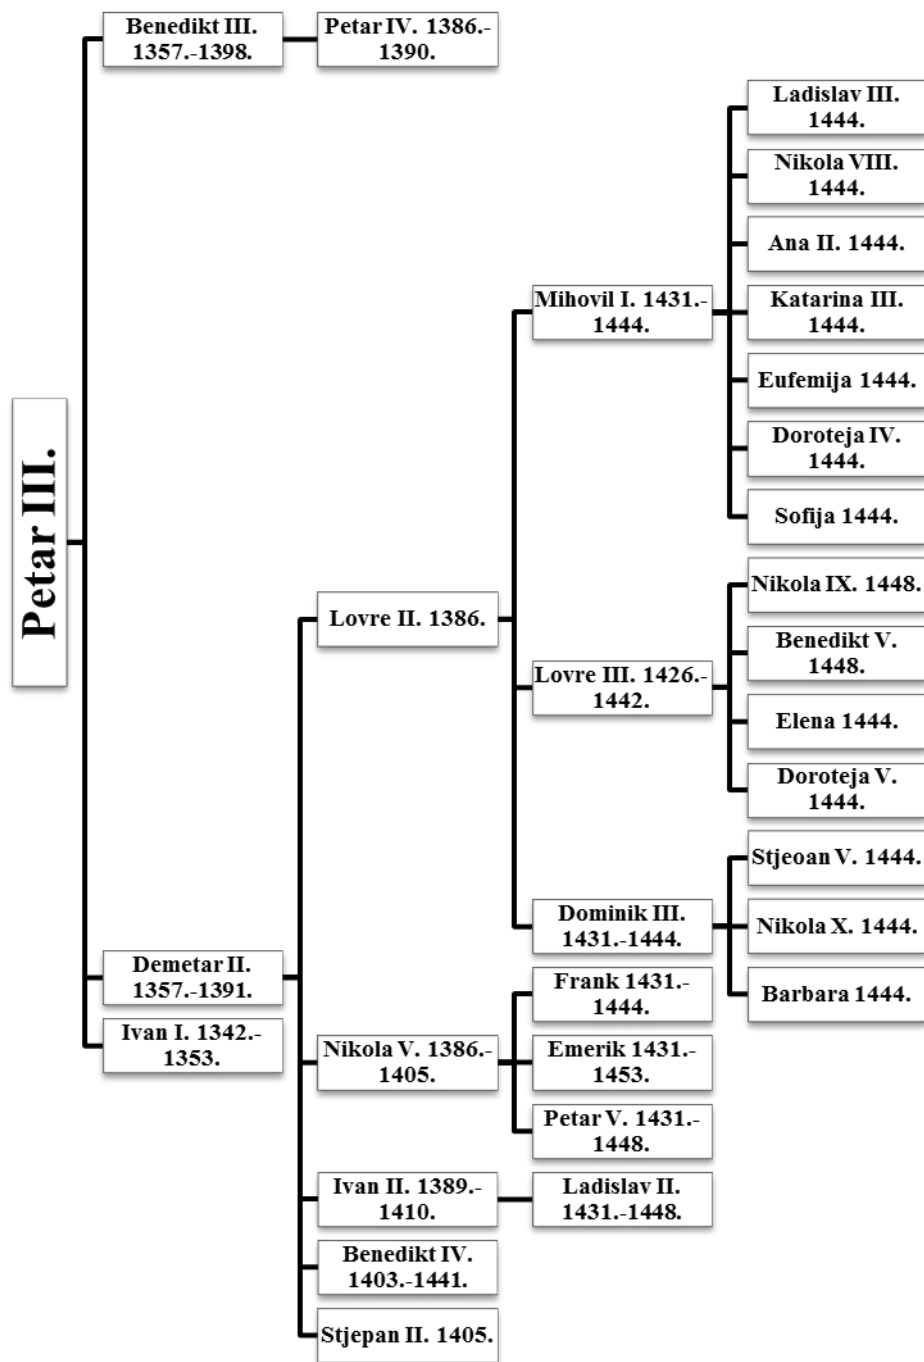 Petar III.
Benedikt III.
1357.-1398.
Petar IV. 1386.-
1390.
Demetar II.
1357.-1391.
Lovre II. 1386.
Mihovil I. 1431.-
1444.
Ladislav III.
1444.
Nikola VIII.
1444.
Ana II. 1444.
Katarina III.
1444.
Eufemija 1444.
Doroteja IV.
1444.
Sofija 1444.
Lovre III. 1426.-
1442.
Nikola IX. 1448.
Benedikt V.
1448.
Elena 1444.
Doroteja V.
1444.
Dominik III.
1431.-1444.
Stjeoan V. 1444.
Nikola X. 1444.
Barbara 1444.
Nikola V. 1386.-
1405.
Frank 1431.-
1444.
Emerik 1431.-
1453.
Petar V. 1431.-
1448.
Ivan II. 1389.-
1410.
Ladislav II.
1431.-1448.
Benedikt IV.
1403.-1441.
Stjepan II. 1405.
Ivan I. 1342.-
1353.